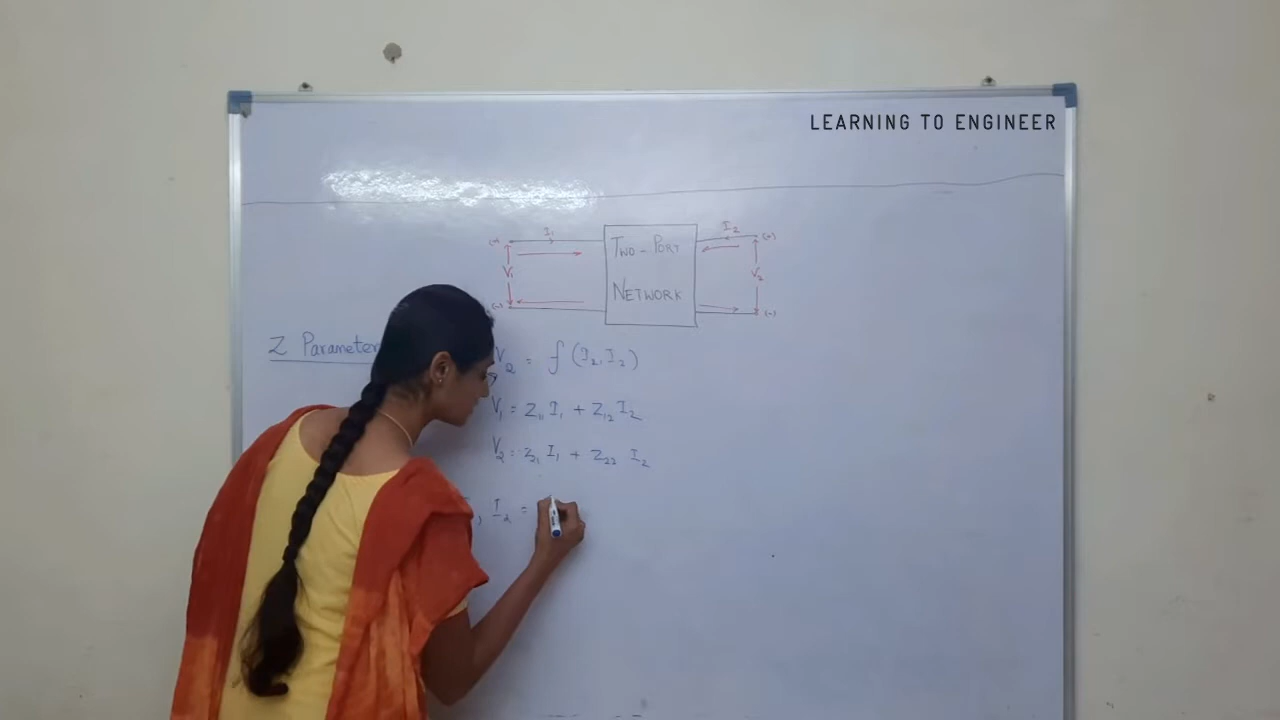 LEARNING TO ENGINEER
I₁
I₂
(+)
TWO - PORT
(+)
V₁
V₂
NETWORK
(-)
(-)
Z Parameter
V₂ = f (I₂, I₂)
V₁ = Z₁₁ I₁ + Z₁₂ I₂
V₂ = Z₂₁ I₁ + Z₂₂ I₂
, I₂ =